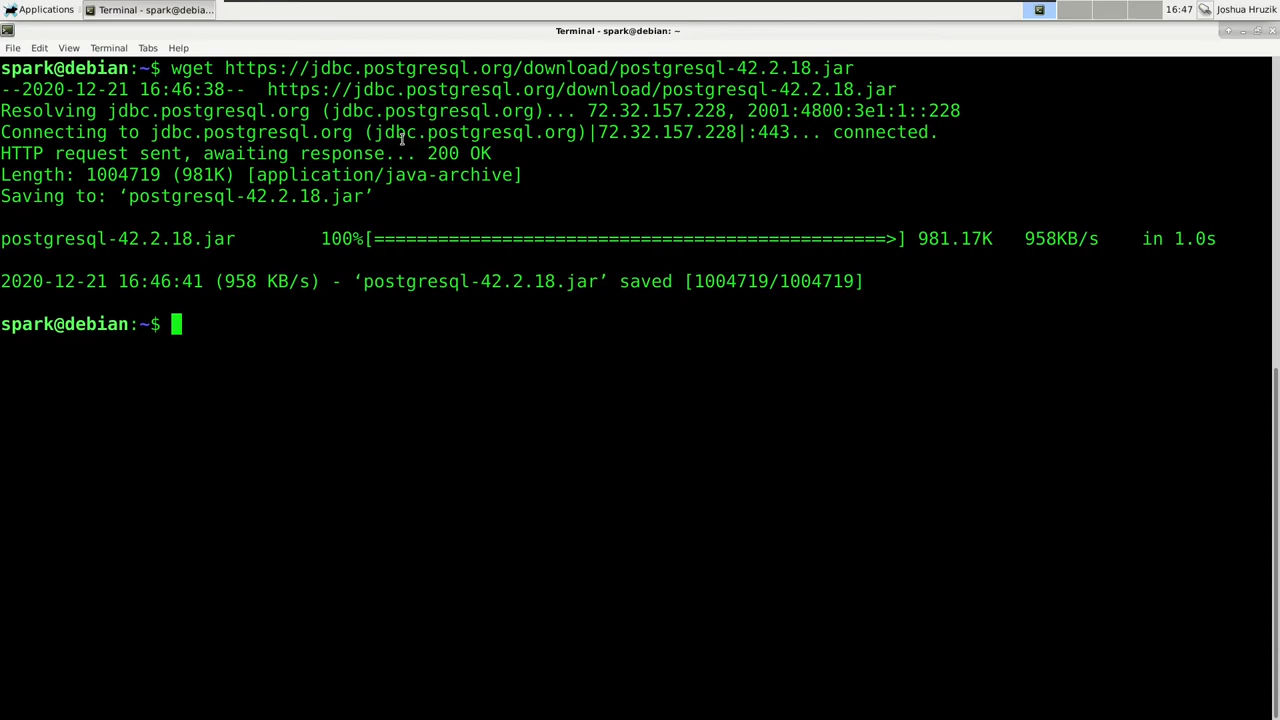 Applications Terminal - spark@debia... 16:47 Joshua Hruzik
Terminal - spark@debian: ~
File Edit View Terminal Tabs Help
spark@debian:~$ wget https://jdbc.postgresql.org/download/postgresql-42.2.18.jar
--2020-12-21 16:46:38--  https://jdbc.postgresql.org/download/postgresql-42.2.18.jar
Resolving jdbc.postgresql.org (jdbc.postgresql.org)... 72.32.157.228, 2001:4800:3e1:1::228
Connecting to jdbc.postgresql.org (jdbc.postgresql.org)|72.32.157.228|:443... connected.
HTTP request sent, awaiting response... 200 OK
Length: 1004719 (981K) [application/java-archive]
Saving to: ‘postgresql-42.2.18.jar’
postgresql-42.2.18.jar        100%[================================================>] 981.17K   958KB/s    in 1.0s
2020-12-21 16:46:41 (958 KB/s) - ‘postgresql-42.2.18.jar’ saved [1004719/1004719]
spark@debian:~$